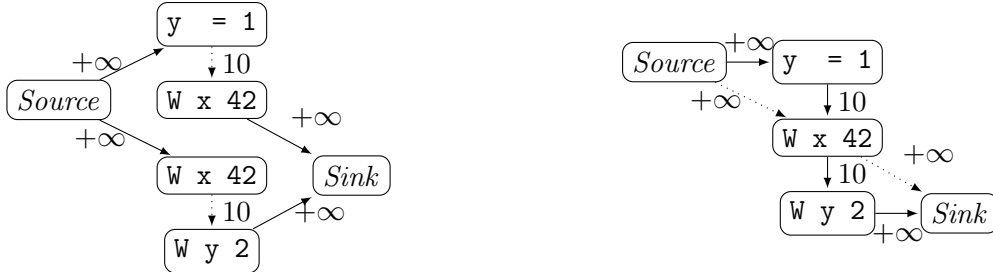 y = 1
+∞
10
Source
W x 42
+∞
+∞
W x 42
Sink
10
+∞
W y 2
Source
+∞
y = 1
+∞
10
W x 42
+∞
10
W y 2
Sink
+∞